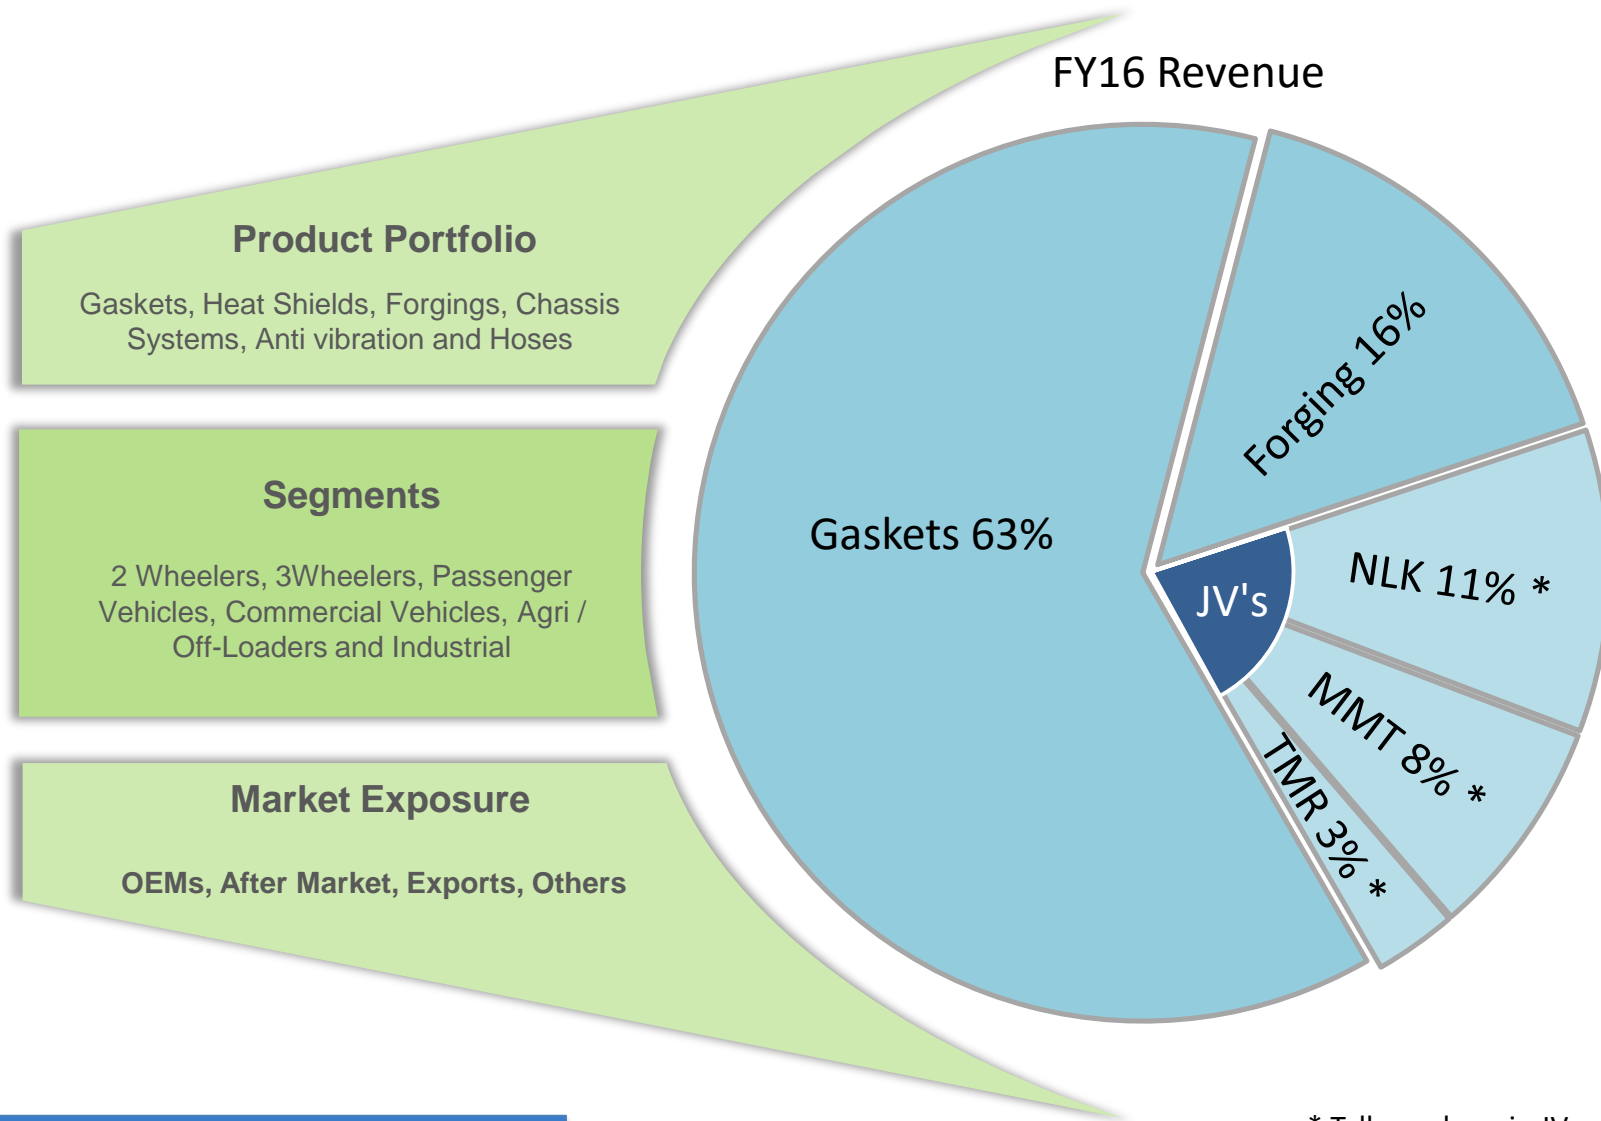 FY16 Revenue
Product Portfolio
Gaskets, Heat Shields, Forgings, Chassis
Systems, Anti vibration and Hoses
Segments
2 Wheelers, 3Wheelers, Passenger
Vehicles, Commercial Vehicles, Agri /
Off-Loaders and Industrial
Market Exposure
OEMs, After Market, Exports, Others
Gaskets 63%
Forging 16%
NLK 11% *
MMT 8% *
TMR 3% *
JV's